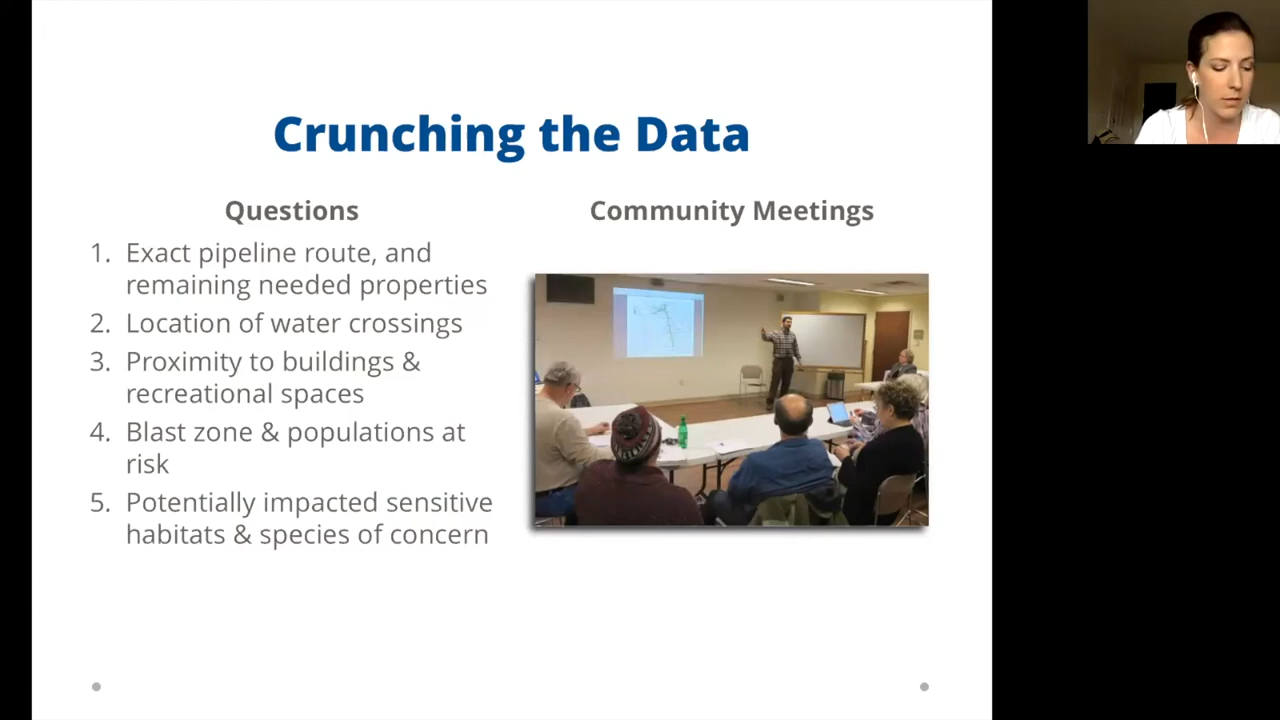 Crunching the Data
Questions
1. Exact pipeline route, and
remaining needed properties
2. Location of water crossings
3. Proximity to buildings &
recreational spaces
4. Blast zone & populations at
risk
5. Potentially impacted sensitive
habitats & species of concern
Community Meetings